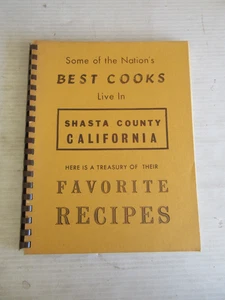 Some of the Nation's
BEST COOKS
Live In
SHASTA COUNTY
CALIFORNIA
HERE IS A TREASURY OF THEIR
FAVORITE
RECIPES